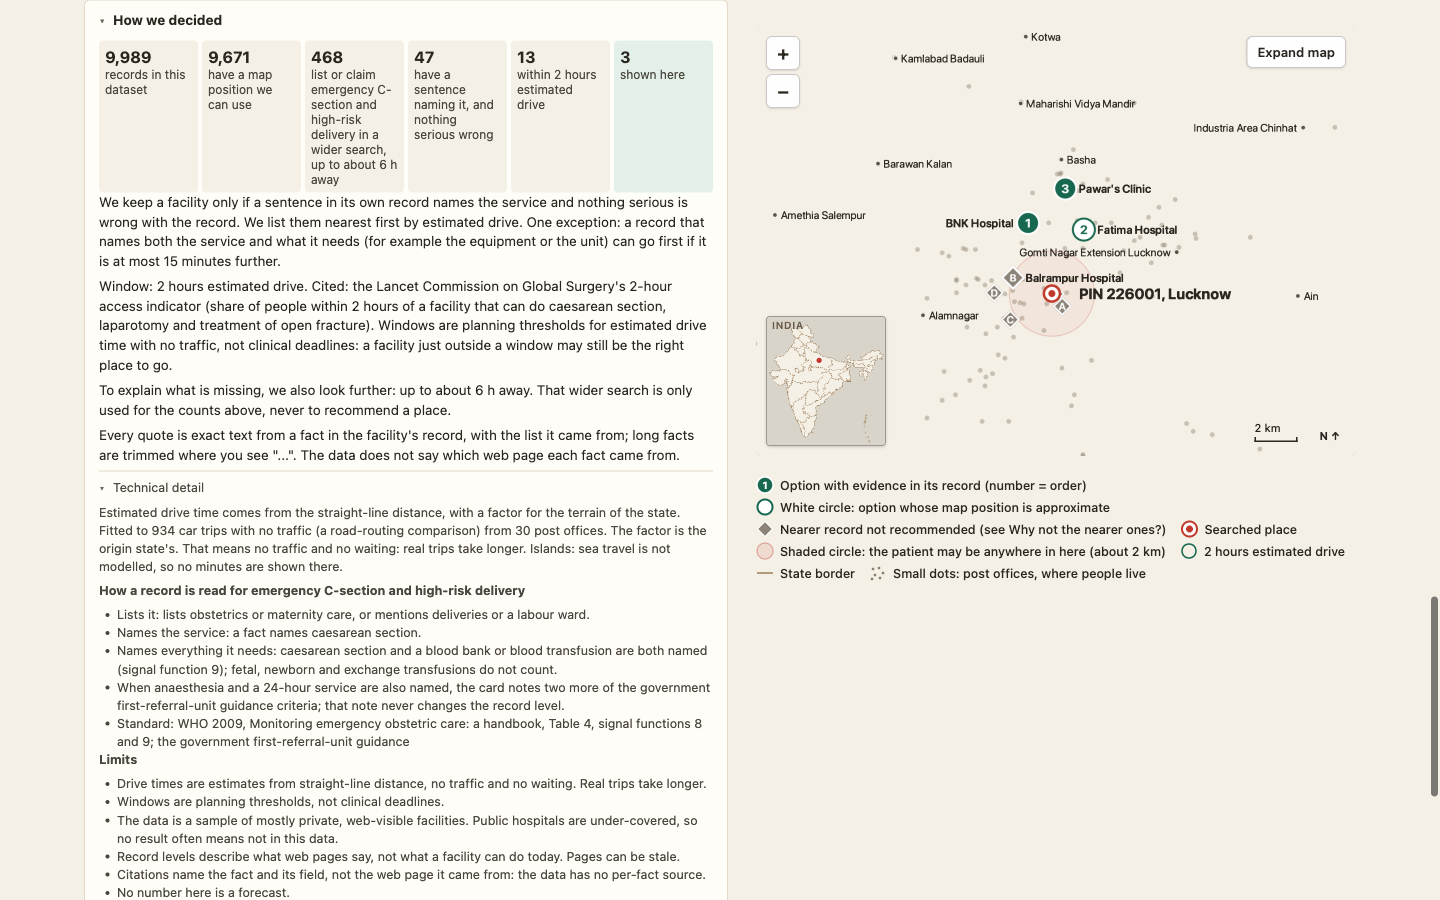 How we decided
9,989
records in this
dataset
9,671
have a map
position we
can use
468
list or claim
emergency C-
section and
high-risk
delivery in a
wider search,
up to about 6 h
away
47
have a
sentence
naming it, and
nothing
serious wrong
13
within 2 hours
estimated
drive
3
shown here
We keep a facility only if a sentence in its own record names the service and nothing serious is
wrong with the record. We list them nearest first by estimated drive. One exception: a record that
names both the service and what it needs (for example the equipment or the unit) can go first if it
is at most 15 minutes further.
Window: 2 hours estimated drive. Cited: the Lancet Commission on Global Surgery's 2-hour
access indicator (share of people within 2 hours of a facility that can do caesarean section,
laparotomy and treatment of open fracture). Windows are planning thresholds for estimated drive
time with no traffic, not clinical deadlines: a facility just outside a window may still be the right
place to go.
To explain what is missing, we also look further: up to about 6 h away. That wider search is only
used for the counts above, never to recommend a place.
Every quote is exact text from a fact in the facility's record, with the list it came from; long facts
are trimmed where you see "...". The data does not say which web page each fact came from.
Technical detail
Estimated drive time comes from the straight-line distance, with a factor for the terrain of the state.
Fitted to 934 car trips with no traffic (a road-routing comparison) from 30 post offices. The factor is the
origin state's. That means no traffic and no waiting: real trips take longer. Islands: sea travel is not
modelled, so no minutes are shown there.
How a record is read for emergency C-section and high-risk delivery
• Lists it: lists obstetrics or maternity care, or mentions deliveries or a labour ward.
• Names the service: a fact names caesarean section.
• Names everything it needs: caesarean section and a blood bank or blood transfusion are both named
(signal function 9); fetal, newborn and exchange transfusions do not count.
• When anaesthesia and a 24-hour service are also named, the card notes two more of the government
first-referral-unit guidance criteria; that note never changes the record level.
• Standard: WHO 2009, Monitoring emergency obstetric care: a handbook, Table 4, signal functions 8
and 9; the government first-referral-unit guidance
Limits
• Drive times are estimates from straight-line distance, no traffic and no waiting. Real trips take longer.
• Windows are planning thresholds, not clinical deadlines.
• The data is a sample of mostly private, web-visible facilities. Public hospitals are under-covered, so
no result often means not in this data.
• Record levels describe what web pages say, not what a facility can do today. Pages can be stale.
• Citations name the fact and its field, not the web page it came from: the data has no per-fact source.
• No number here is a forecast.
+
−
Expand map
Kotwa
Kamlabad Badauli
Maharishi Vidya Mandir
Industria Area Chinhat
Basha
Barawan Kalan
3 Pawar's Clinic
Amethia Salempur
BNK Hospital 1
2 Fatima Hospital
Gomti Nagar Extension Lucknow
B Balrampur Hospital
D
PIN 226001, Lucknow
A
Ain
Alamnagar
C
INDIA
2 km
N ↑
1 Option with evidence in its record (number = order)
White circle: option whose map position is approximate
Nearer record not recommended (see Why not the nearer ones?)
Searched place
Shaded circle: the patient may be anywhere in here (about 2 km)
2 hours estimated drive
State border
Small dots: post offices, where people live